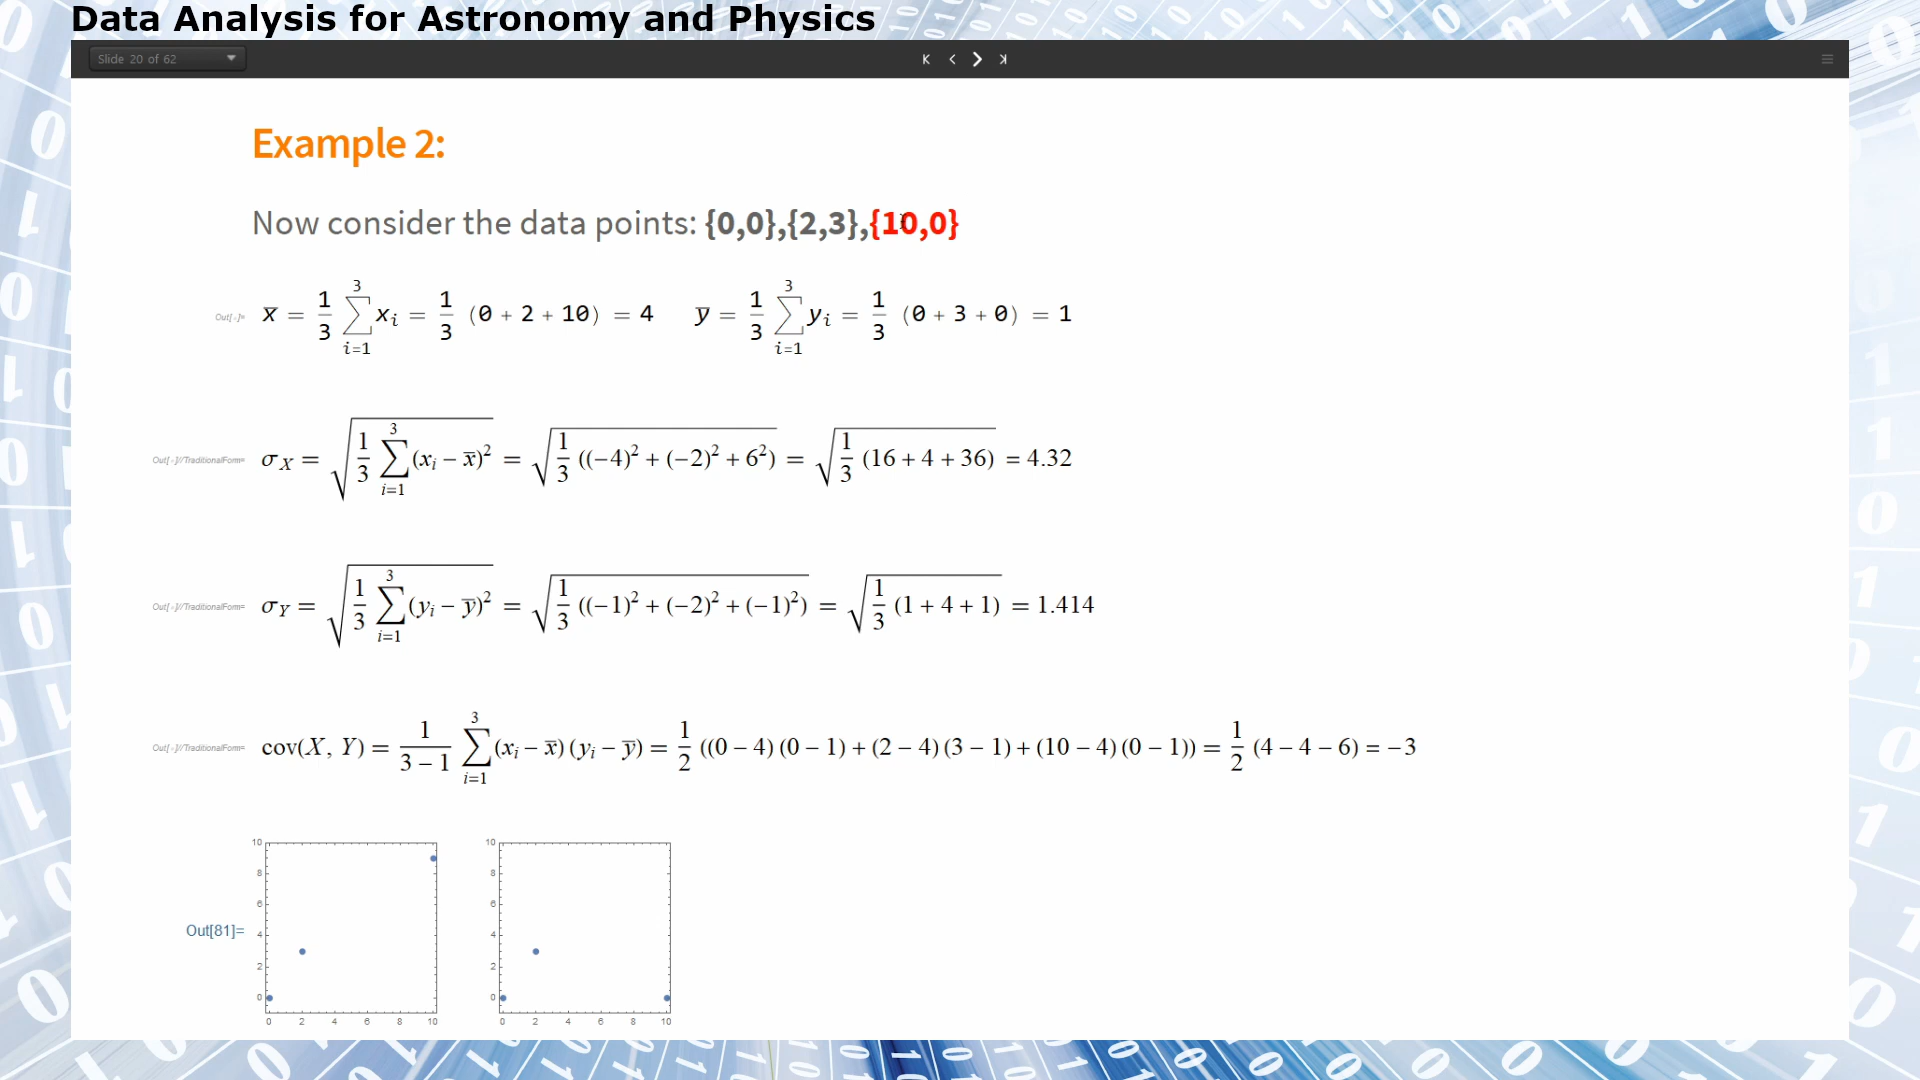 Data Analysis for Astronomy and Physics
Slide 20 of 62
Example 2:
Now consider the data points: {0,0},{2,3},{10,0}
Out[-]= x̅ = 1/3 ∑_{i=1}^{3} x_i = 1/3 (0 + 2 + 10) = 4   y̅ = 1/3 ∑_{i=1}^{3} y_i = 1/3 (0 + 3 + 0) = 1
Out[-]//TraditionalForm= σ_X = √(1/3 ∑_{i=1}^{3} (x_i − x̅)²) = √(1/3 ((−4)² + (−2)² + 6²)) = √(1/3 (16 + 4 + 36)) = 4.32
Out[-]//TraditionalForm= σ_Y = √(1/3 ∑_{i=1}^{3} (y_i − y̅)²) = √(1/3 ((−1)² + (−2)² + (−1)²)) = √(1/3 (1 + 4 + 1)) = 1.414
Out[-]//TraditionalForm= cov(X, Y) = 1/(3 − 1) ∑_{i=1}^{3} (x_i − x̅) (y_i − y̅) = 1/2 ((0 − 4) (0 − 1) + (2 − 4) (3 − 1) + (10 − 4) (0 − 1)) = 1/2 (4 − 4 − 6) = −3
Out[81]=
10 8 6 4 2 0
0 2 4 6 8 10
10 8 6 4 2 0
0 2 4 6 8 10